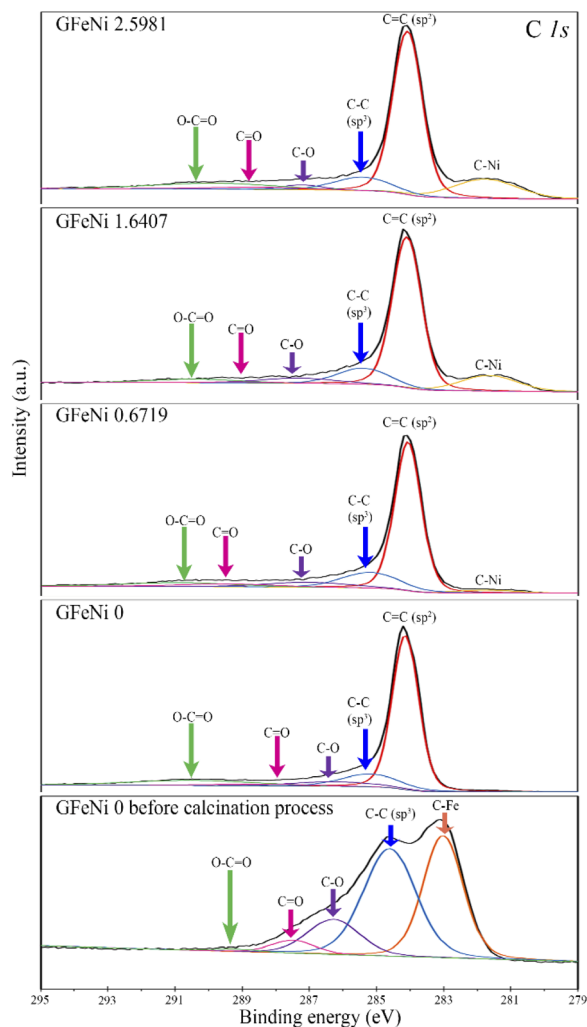 GFeNi 2.5981
C=C (sp²)
C 1s
O-C=O
C=O
C-O
C-C
(sp³)
C-Ni
GFeNi 1.6407
C=C (sp²)
O-C=O
C=O
C-O
C-C
(sp³)
C-Ni
Intensity (a.u.)
GFeNi 0.6719
C=C (sp²)
O-C=O
C=O
C-O
C-C
(sp³)
C-Ni
GFeNi 0
C=C (sp²)
O-C=O
C=O
C-O
C-C
(sp³)
GFeNi 0 before calcination process
C-C (sp³)
C-Fe
O-C=O
C=O
C-O
295 293 291 289 287 285 283 281 279
Binding energy (eV)